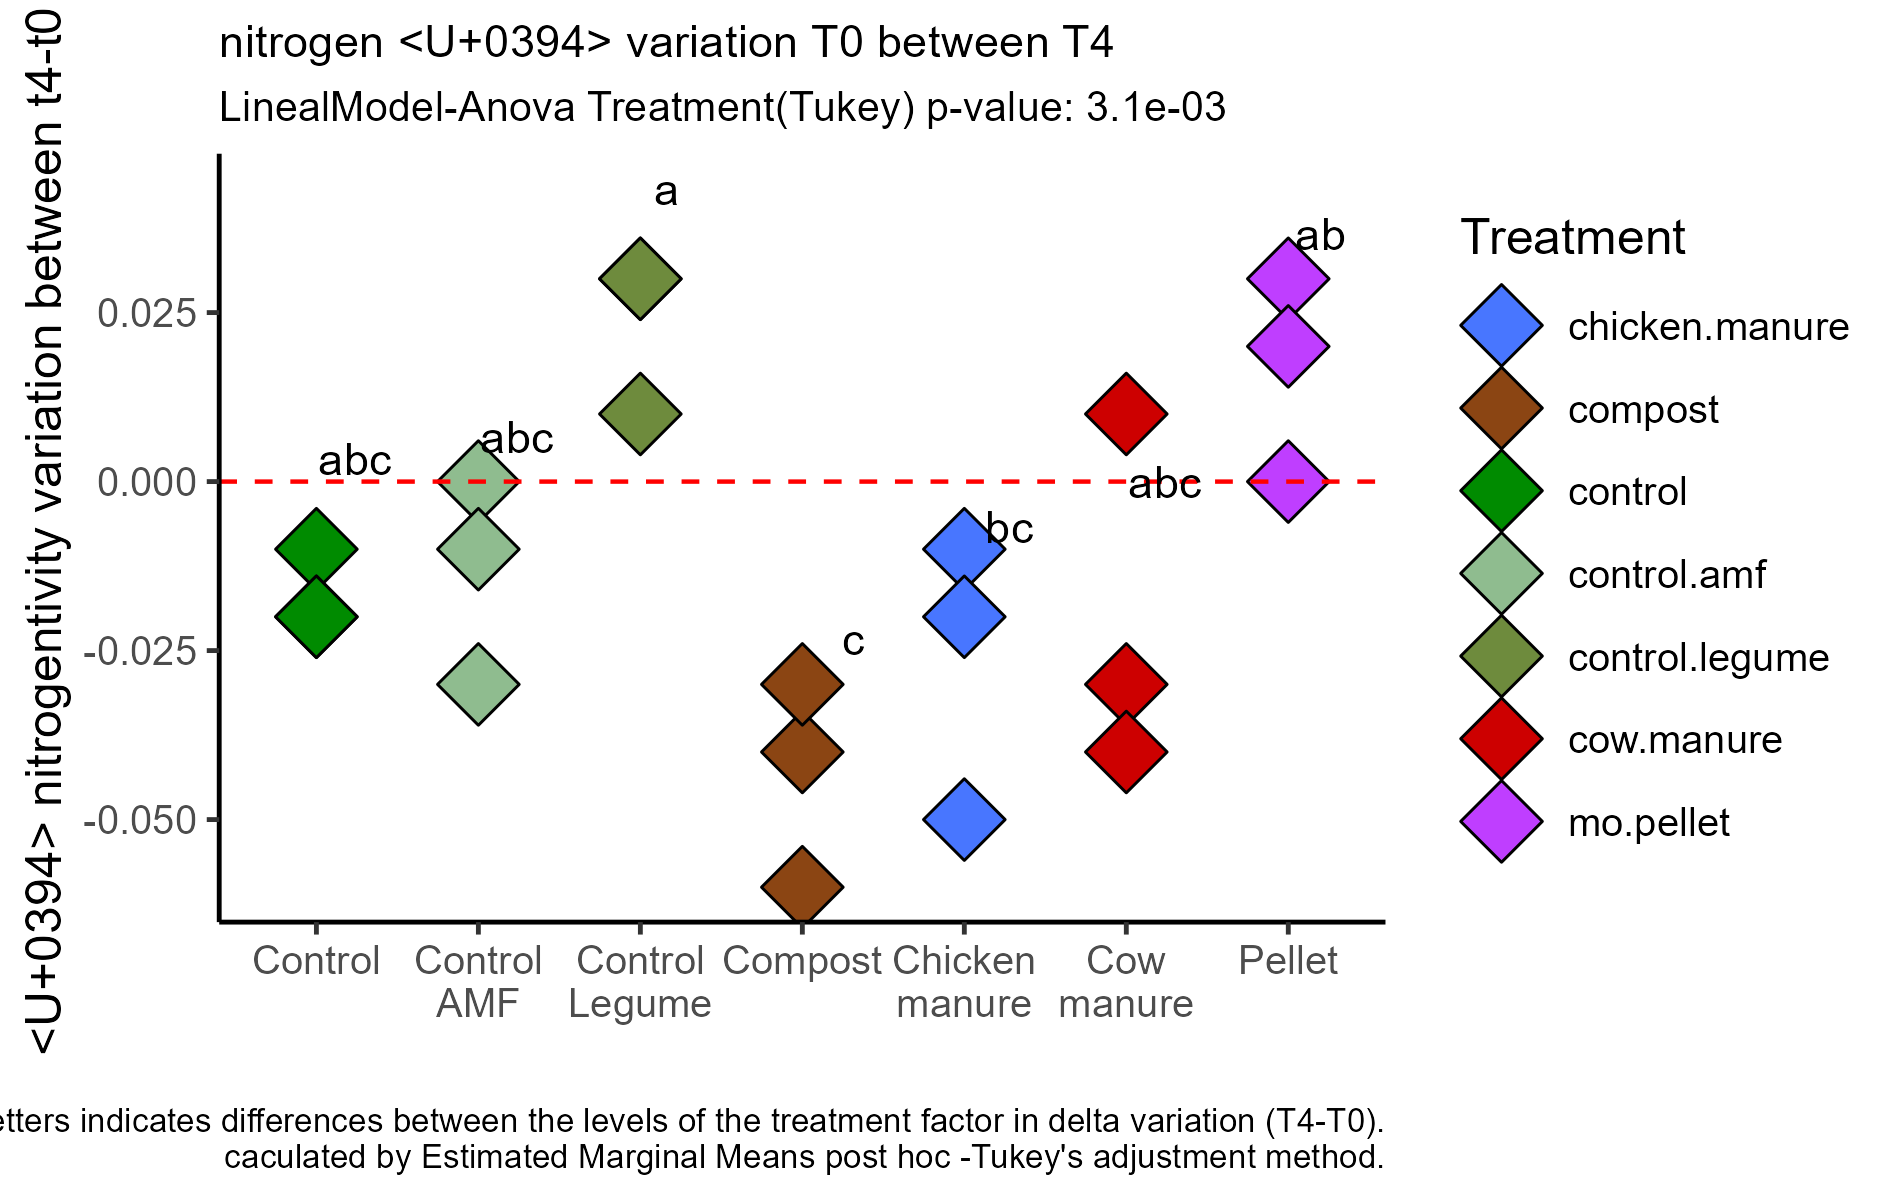 nitrogen <U+0394> variation T0 between T4
LinealModel-Anova Treatment(Tukey) p-value: 3.1e-03
<U+0394> nitrogentivity variation between t4-t0
0.025
0.000
-0.025
-0.050
abc
abc
a
c
bc
abc
ab
Control
Control
AMF
Control
Legume
Compost
Chicken
manure
Cow
manure
Pellet
Treatment
chicken.manure
compost
control
control.amf
control.legume
cow.manure
mo.pellet
indicates differences between the levels of the treatment factor in delta variation (T4-T0).
caculated by Estimated Marginal Means post hoc -Tukey's adjustment method.